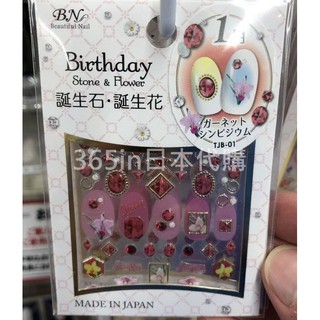 BN
Beautiful Nail
Birthday
Stone & Flower
誕生石・誕生花
1
ガーネット
シンビジウム
TJB-01
365in日本代購
MADE IN JAPAN